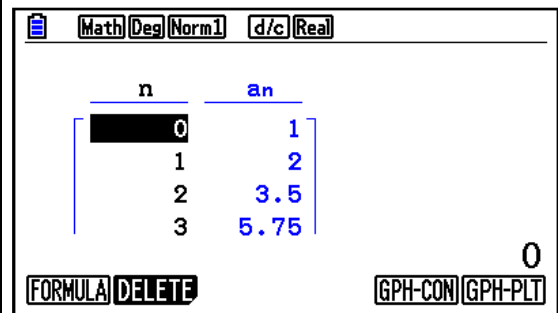 Math Deg Norm1 d/c Real
n an
0 1
1 2
2 3.5
3 5.75
0
FORMULA DELETE GPH-CON GPH-PLT